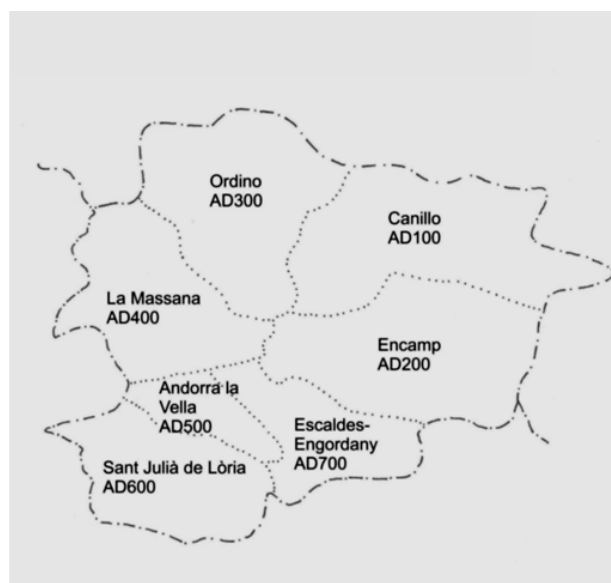 Ordino
AD300
Canillo
AD100
La Massana
AD400
Encamp
AD200
Andorra la
Vella
AD500
Escaldes-
Engordany
AD700
Sant Julià de Lòria
AD600